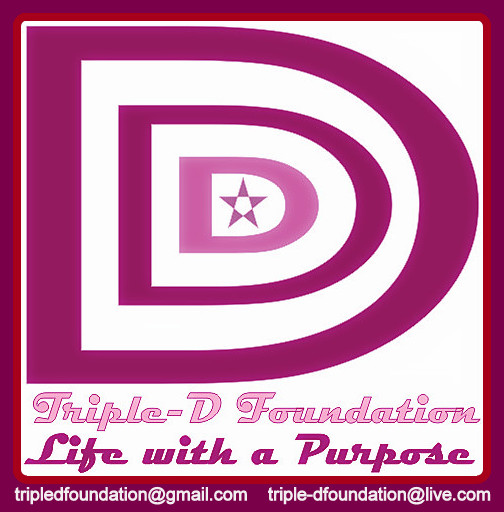 Triple-D Foundation
Life with a Purpose
tripledfoundation@gmail.com triple-dfoundation@live.com